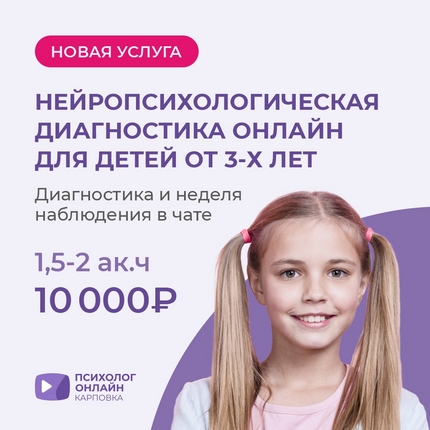 НОВАЯ УСЛУГА
НЕЙРОПСИХОЛОГИЧЕСКАЯ
ДИАГНОСТИКА ОНЛАЙН
ДЛЯ ДЕТЕЙ ОТ 3-Х ЛЕТ
Диагностика и неделя
наблюдения в чате
1,5-2 ак.ч
10 000₽
ПСИХОЛОГ
ОНЛАЙН
КАРПОВКА